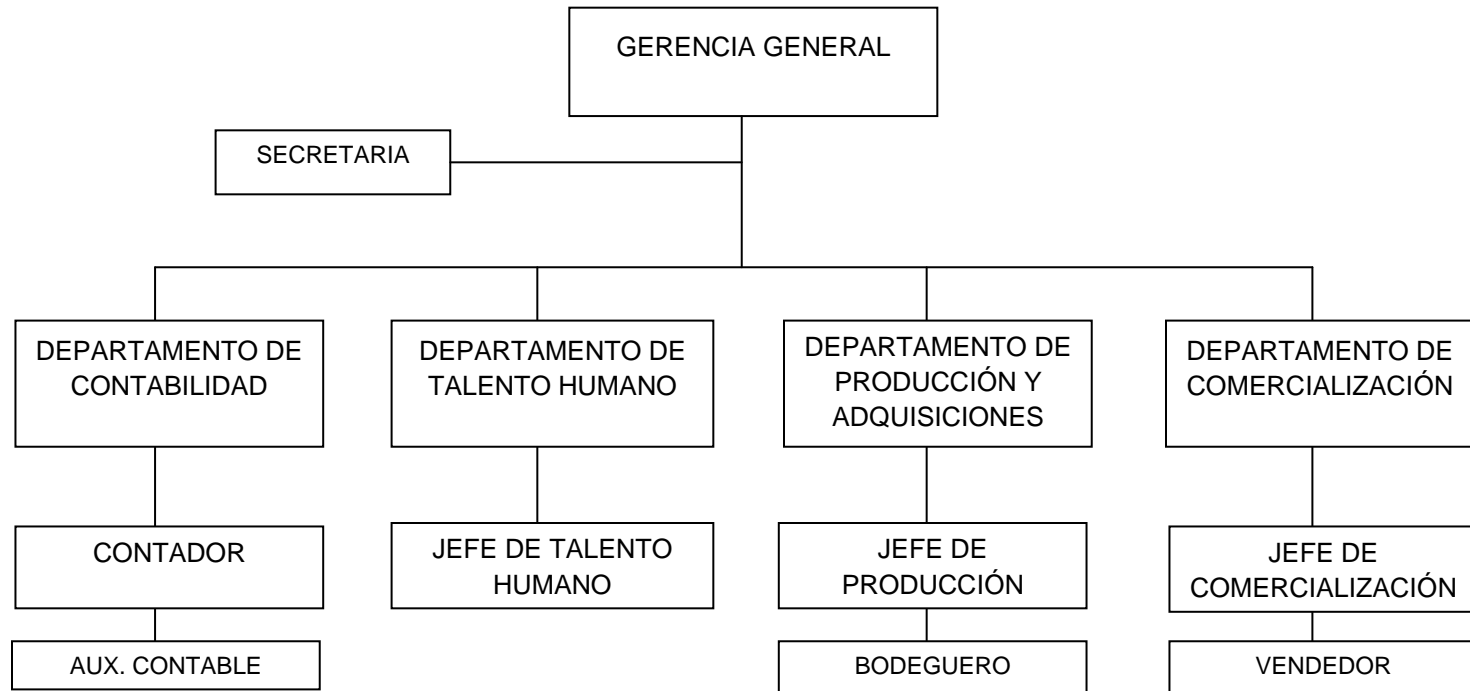 GERENCIA GENERAL
SECRETARIA
DEPARTAMENTO DE
CONTABILIDAD
DEPARTAMENTO DE
TALENTO HUMANO
DEPARTAMENTO DE
PRODUCCIÓN Y
ADQUISICIONES
DEPARTAMENTO DE
COMERCIALIZACIÓN
CONTADOR
JEFE DE TALENTO
HUMANO
JEFE DE
PRODUCCIÓN
JEFE DE
COMERCIALIZACIÓN
AUX. CONTABLE
BODEGUERO
VENDEDOR